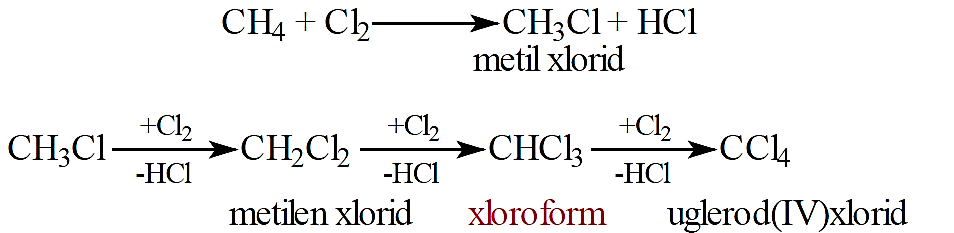 CH₄ + Cl₂ ⟶ CH₃Cl + HCl
metil xlorid
+Cl₂ +Cl₂ +Cl₂
CH₃Cl ⟶ CH₂Cl₂ ⟶ CHCl₃ ⟶ CCl₄
-HCl -HCl -HCl
metilen xlorid xloroform uglerod(IV)xlorid